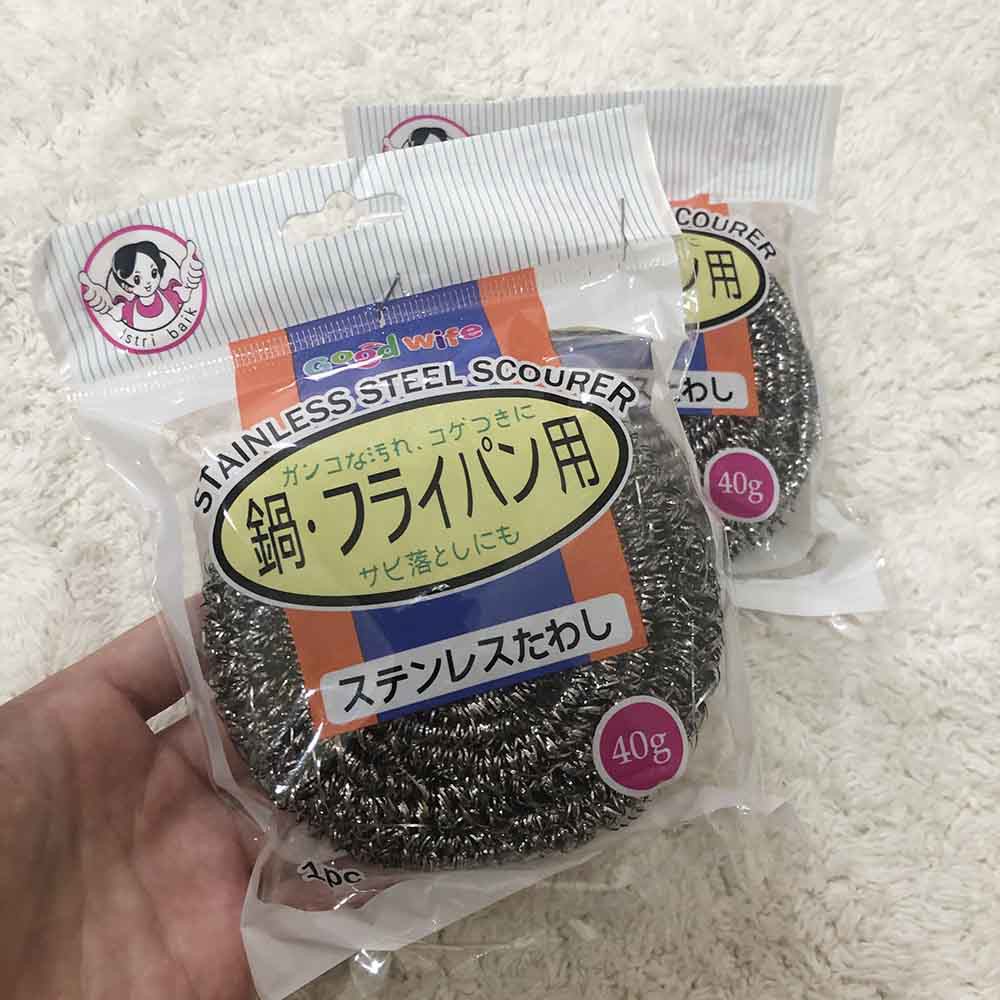 istri baik
Good wife
STAINLESS STEEL SCOURER
ガンコな汚れ、コゲつきに
鍋・フライパン用
サビ落としにも
ステンレスたわし
40g
1pc
COURER
ン用
たわし
40g